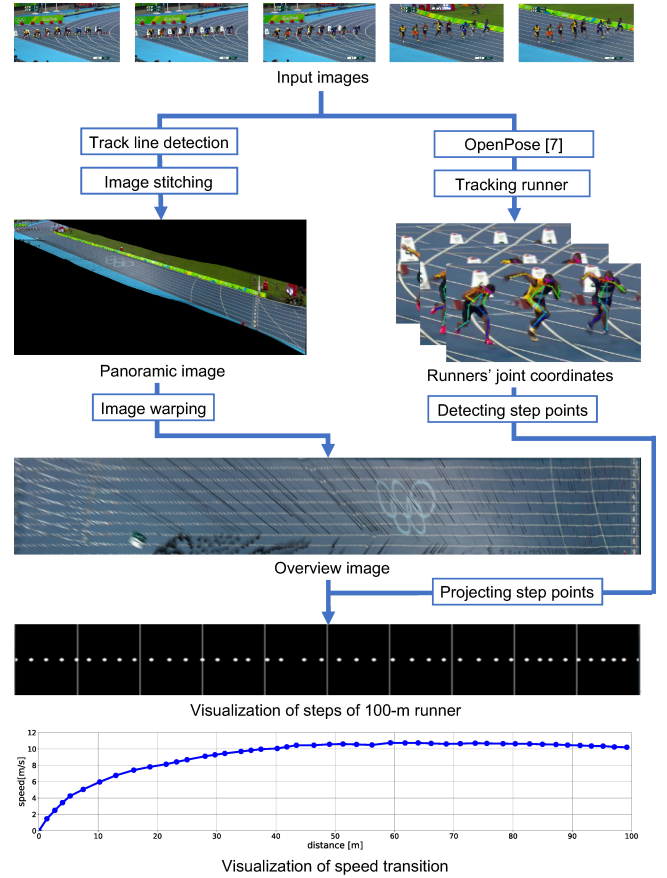 Input images
Track line detection
OpenPose [7]
Image stitching
Tracking runner
Panoramic image
Runners' joint coordinates
Image warping
Detecting step points
Overview image
Projecting step points
Visualization of steps of 100-m runner
12
10
8
6
4
2
0
speed[m/s]
0 10 20 30 40 50 60 70 80 90 100
distance [m]
Visualization of speed transition